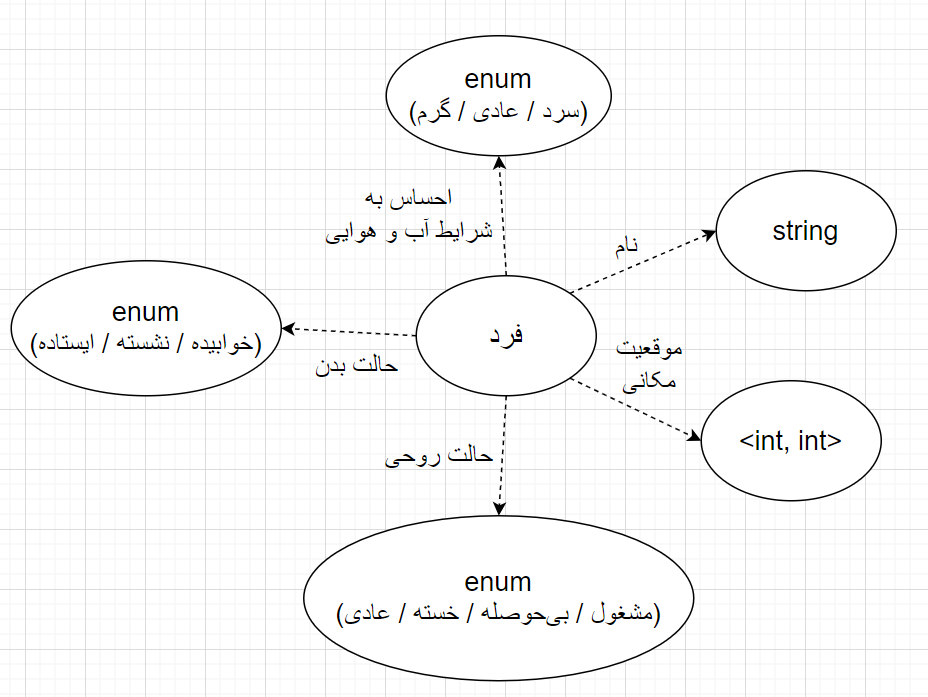 enum
(سرد / عادی / گرم)
احساس به
شرایط آب و هوایی
نام
string
enum
(خوابیده / نشسته / ایستاده)
حالت بدن
فرد
موقعیت
مکانی
<int, int>
حالت روحی
enum
(مشغول / بی‌حوصله / خسته / عادی)